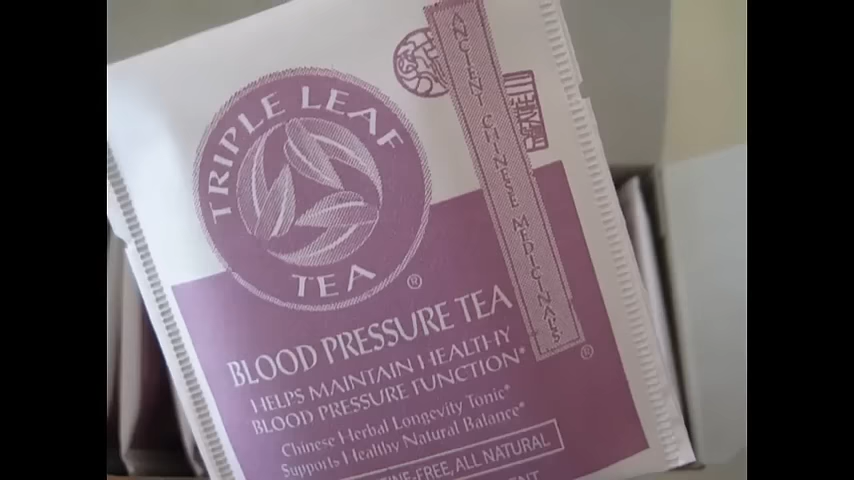 TRIPLE LEAF
TEA
®
ANCIENT CHINESE MEDICINALS
®
BLOOD PRESSURE TEA
HELPS MAINTAIN HEALTHY
BLOOD PRESSURE FUNCTION*
Chinese Herbal Longevity Tonic*
Supports Healthy Natural Balance*
-FREE, ALL NATURAL